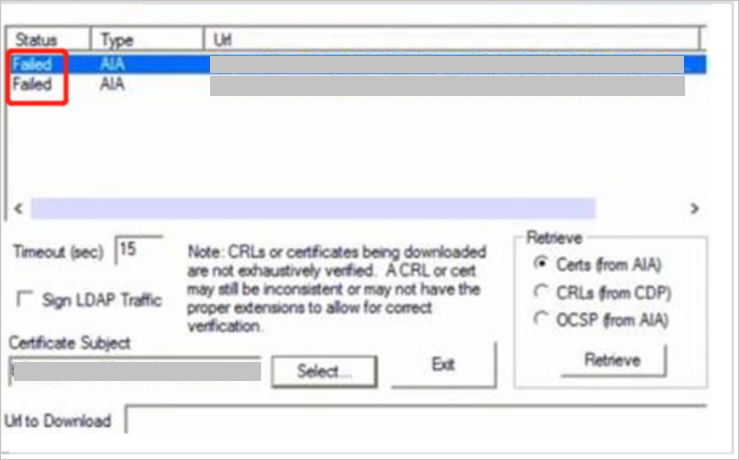 Status Type Url
Failed AIA
Failed AIA
Timeout (sec) 15
Sign LDAP Traffic
Note: CRLs or certificates being downloaded
are not exhaustively verified. A CRL or cert
may still be inconsistent or may not have the
proper extensions to allow for correct
verification.
Retrieve
Certs (from AIA)
CRLs (from CDP)
OCSP (from AIA)
Retrieve
Certificate Subject
Select...
Exit
Url to Download